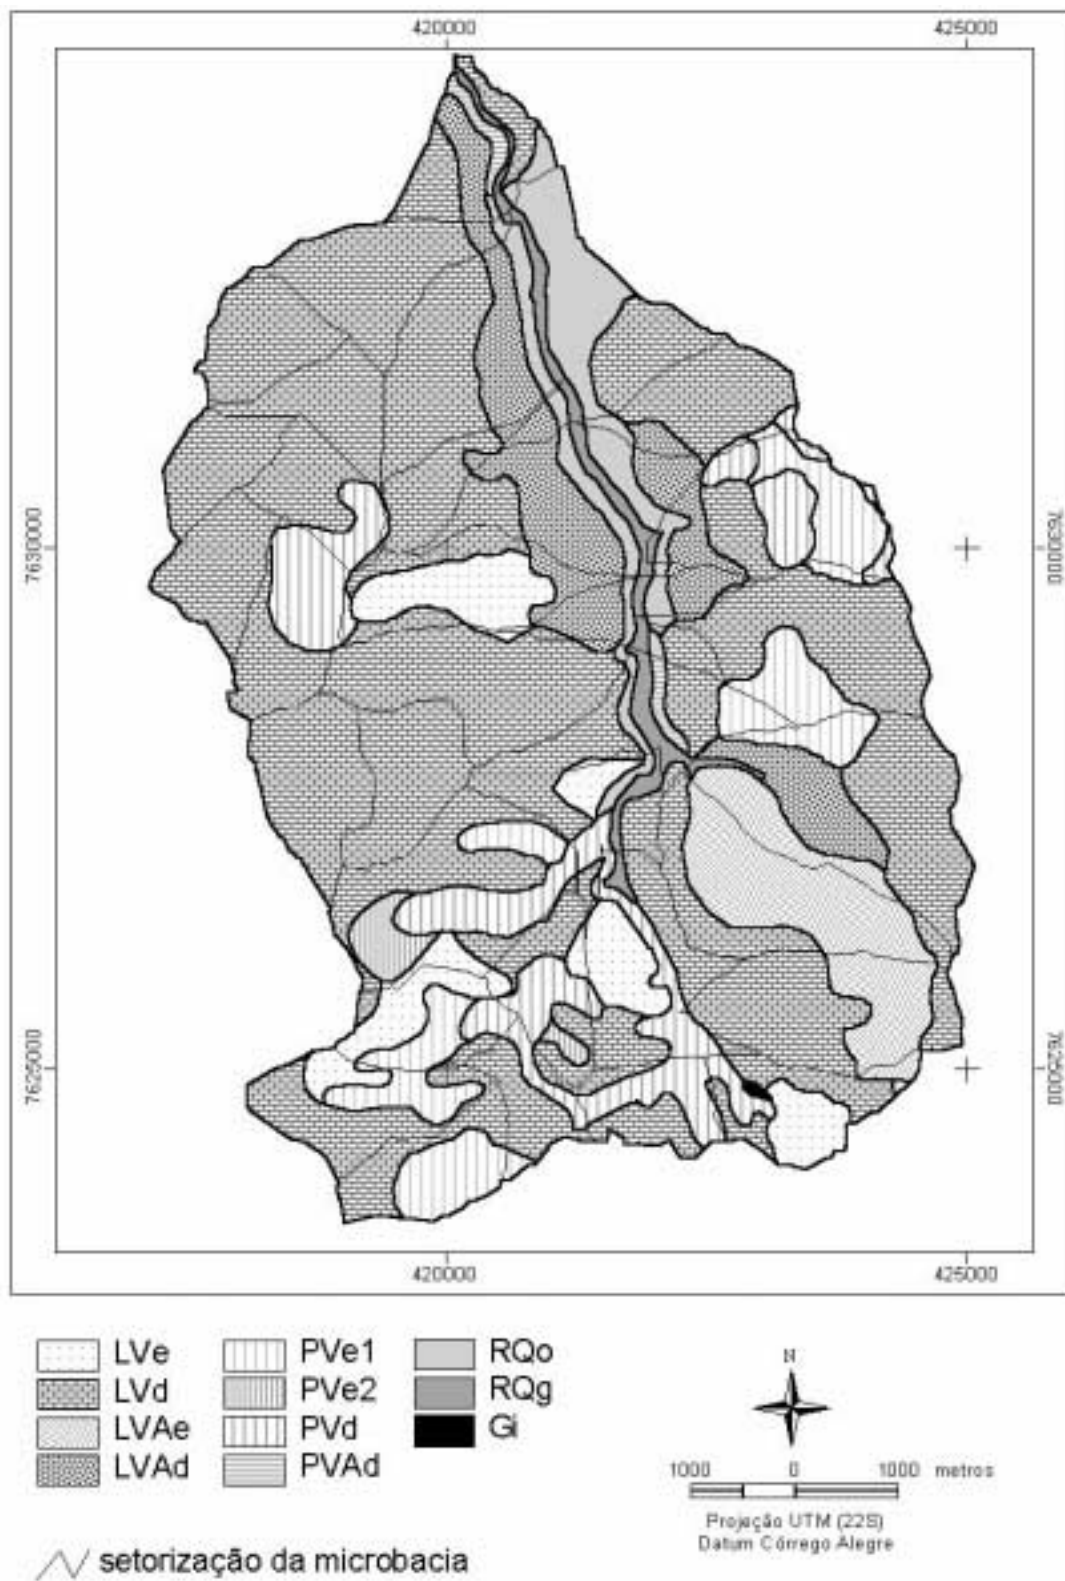 420000 425000
7630000 7630000
7625000 7625000
420000 425000
LVe PVe1 RQo
LVd PVe2 RQg
LVAe PVd Gi
LVAd PVAd
N
1000 0 1000 metros
Projeção UTM (22S)
Datum Córrego Alegre
setorização da microbacia